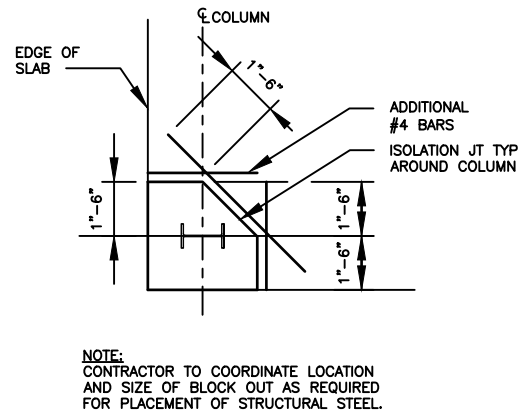 ℄ COLUMN
EDGE OF
SLAB
1"-6"
ADDITIONAL
#4 BARS
ISOLATION JT TYP
AROUND COLUMN
1"-6"
1"-6"
1"-6"
NOTE:
CONTRACTOR TO COORDINATE LOCATION
AND SIZE OF BLOCK OUT AS REQUIRED
FOR PLACEMENT OF STRUCTURAL STEEL.